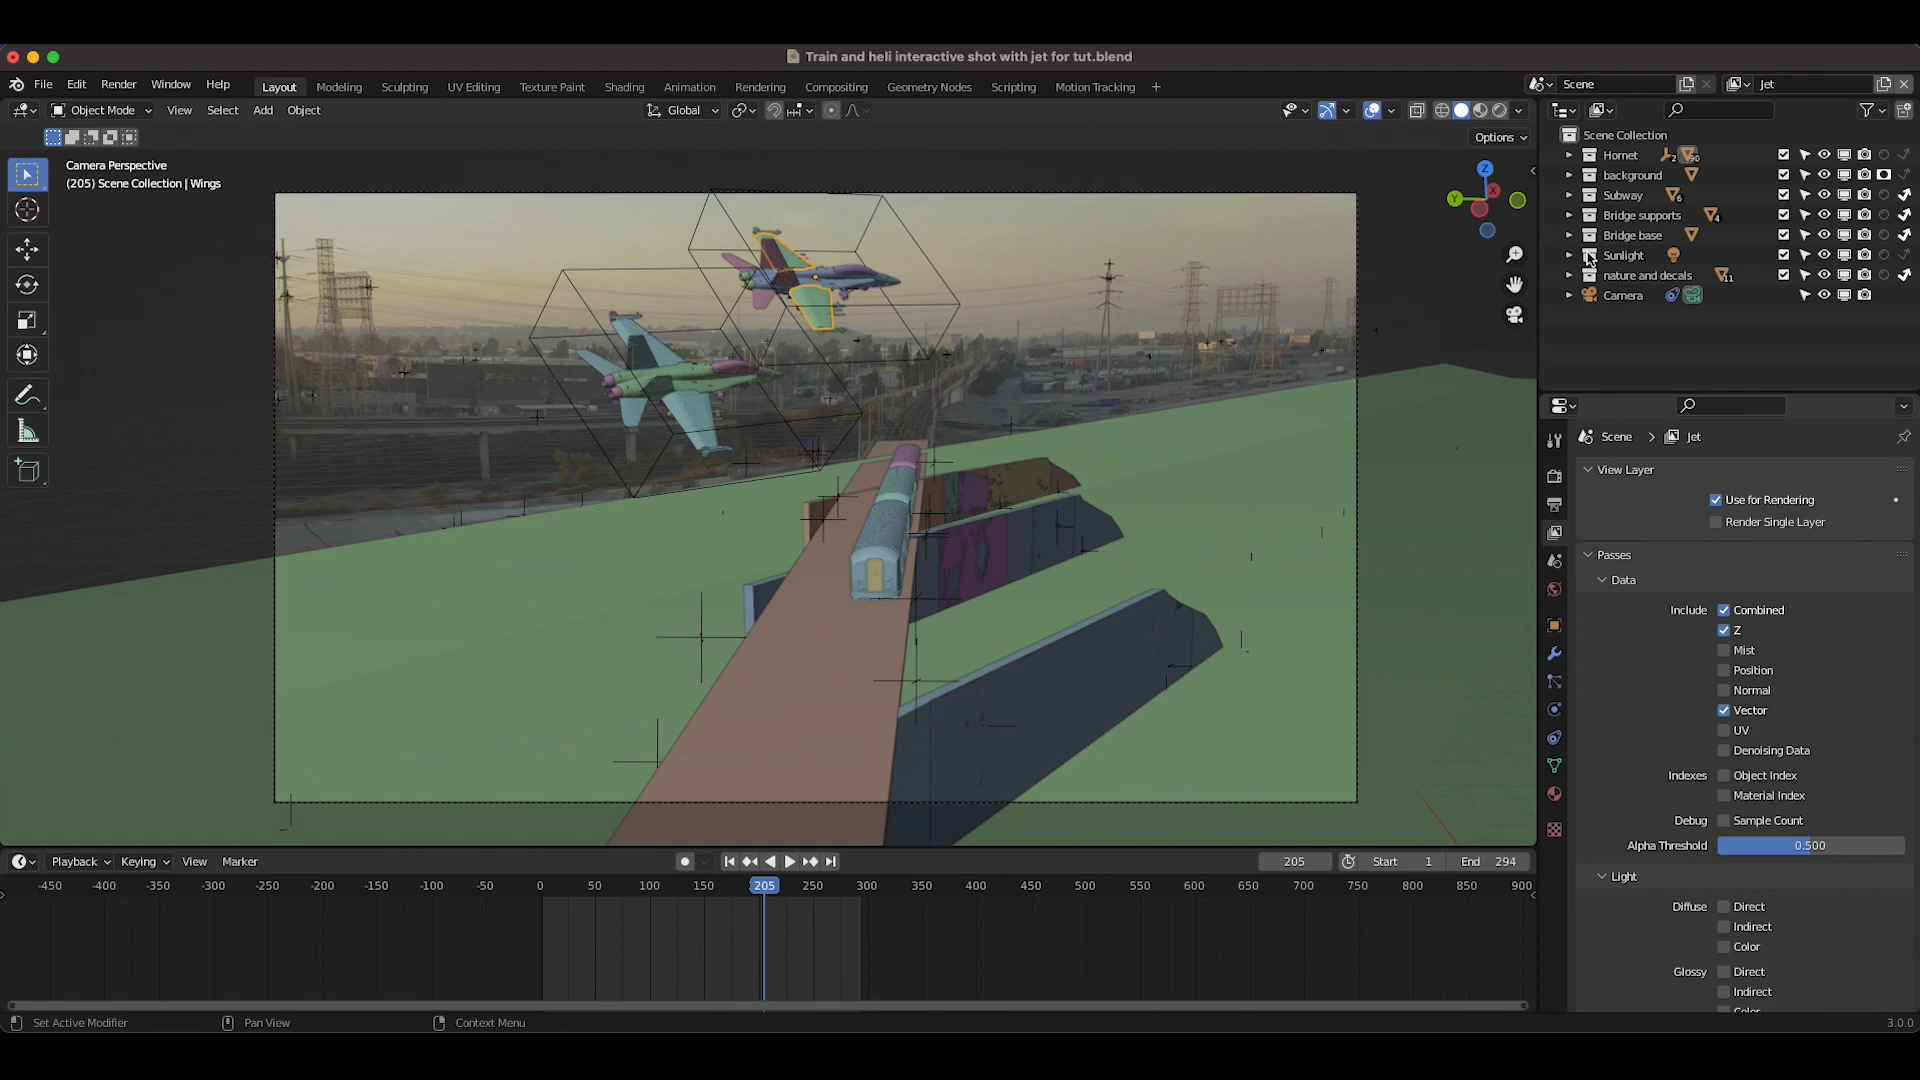 Train and heli interactive shot with jet for tut.blend
File Edit Render Window Help Layout Modeling Sculpting UV Editing Texture Paint Shading Animation Rendering Compositing Geometry Nodes Scripting Motion Tracking + Scene Jet
Object Mode View Select Add Object Global
Options
Camera Perspective
(205) Scene Collection | Wings
Z
Y
X
Scene Collection
Hornet 2 90
background
Subway 6
Bridge supports 4
Bridge base
Sunlight
nature and decals 11
Camera
Scene > Jet
View Layer
Use for Rendering
Render Single Layer
Passes
Data
Include Combined
Z
Mist
Position
Normal
Vector
UV
Denoising Data
Indexes Object Index
Material Index
Debug Sample Count
Alpha Threshold 0.500
Light
Diffuse Direct
Indirect
Color
Glossy Direct
Indirect
Color
Playback Keying View Marker 205 Start 1 End 294
-450 -400 -350 -300 -250 -200 -150 -100 -50 0 50 100 150 205 250 300 350 400 450 500 550 600 650 700 750 800 850 900
Set Active Modifier Pan View Context Menu 3.0.0